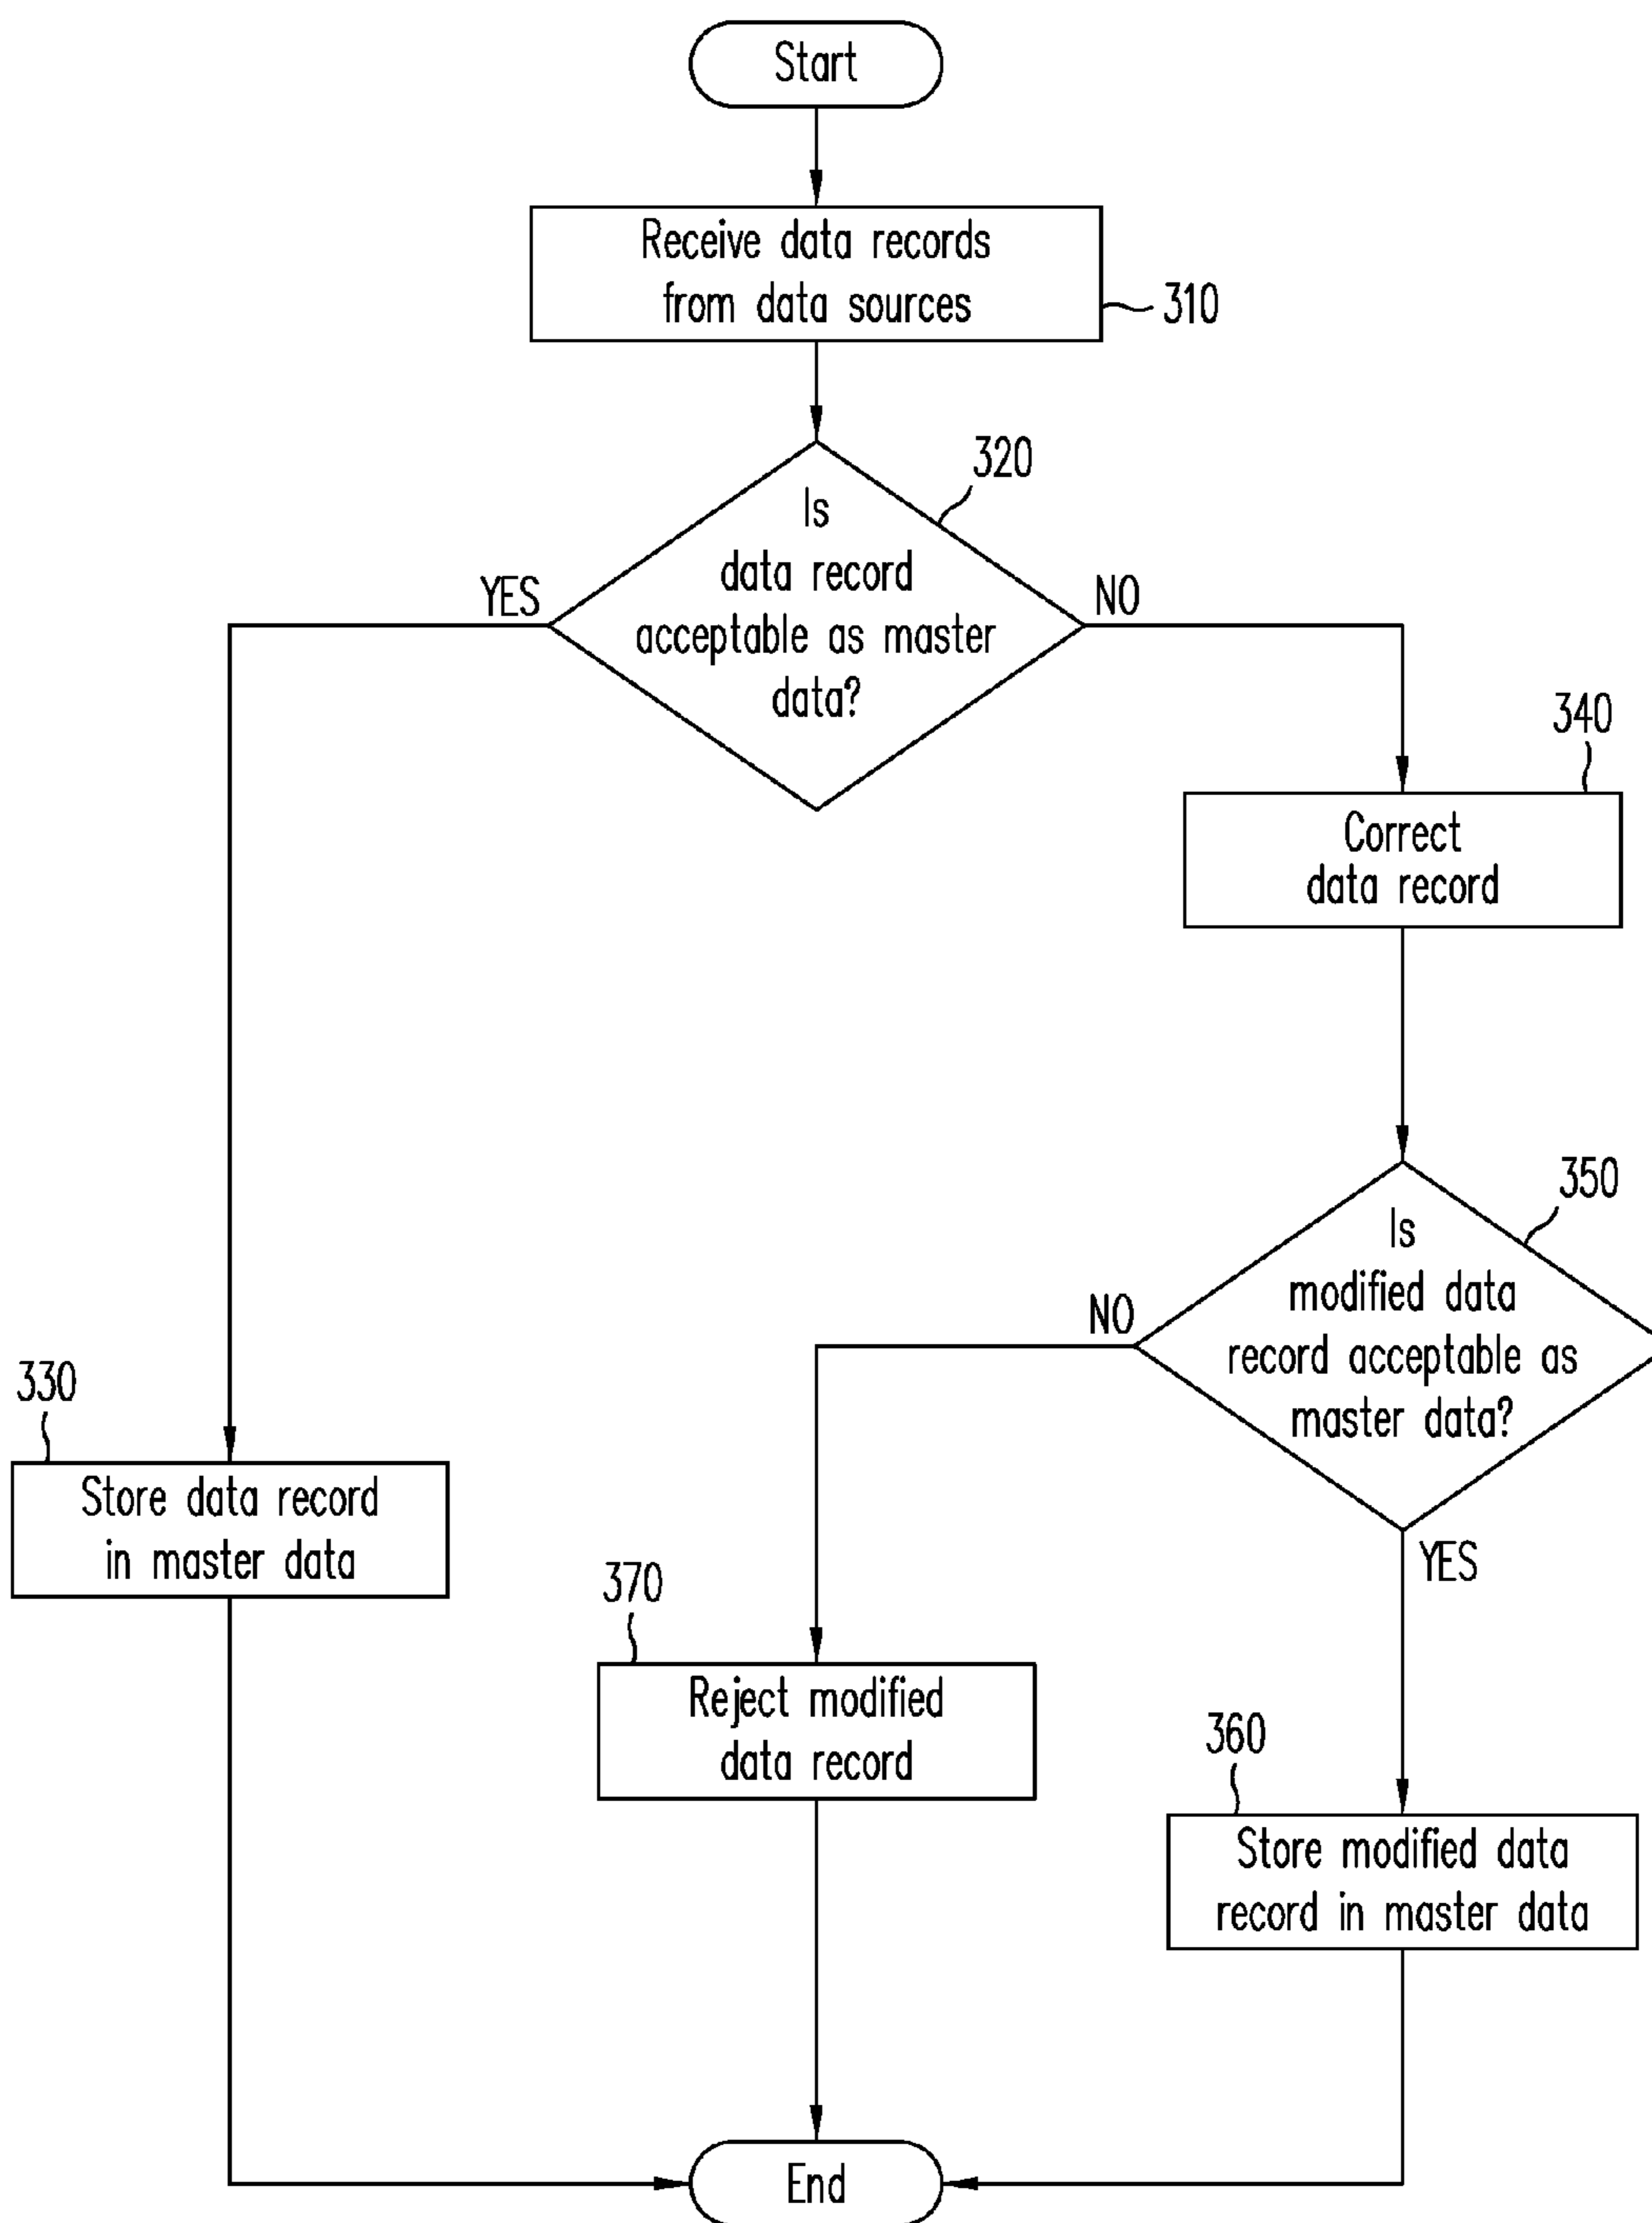 Start
Receive data records
from data sources
310
320
Is
data record
acceptable as master
data?
YES
NO
340
Correct
data record
350
Is
modified data
record acceptable as
master data?
NO
YES
330
Store data record
in master data
370
Reject modified
data record
360
Store modified data
record in master data
End